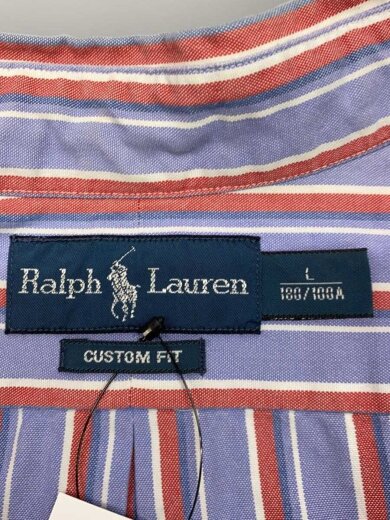 Ralph Lauren
L
180/100A
CUSTOM FIT